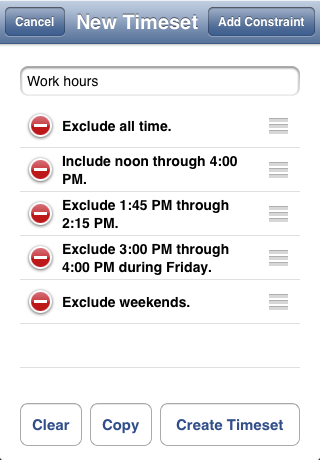 Cancel
New Timeset
Add Constraint
Work hours
Exclude all time.
Include noon through 4:00
PM.
Exclude 1:45 PM through
2:15 PM.
Exclude 3:00 PM through
4:00 PM during Friday.
Exclude weekends.
Clear
Copy
Create Timeset